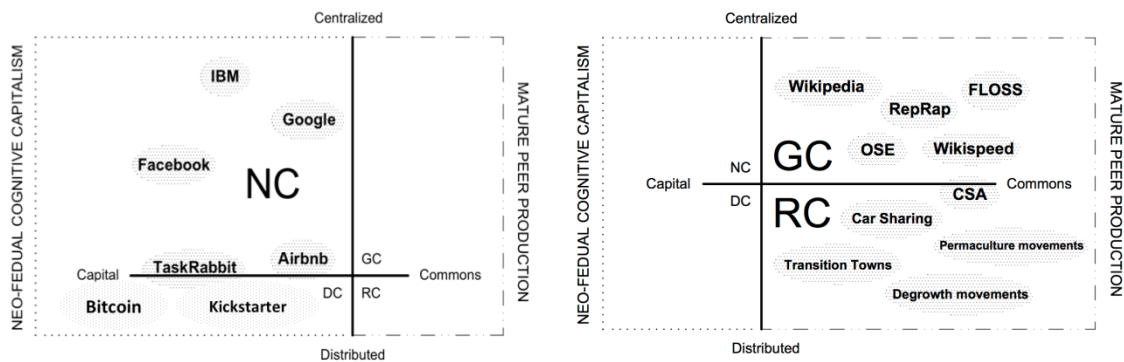 Centralized
NEO-FEDUAL COGNITIVE CAPITALISM
IBM
Google
Facebook
NC
TaskRabbit
Airbnb
GC
Capital
Commons
Bitcoin
Kickstarter
DC
RC
Distributed
MATURE PEER PRODUCTION
Centralized
NEO-FEDUAL COGNITIVE CAPITALISM
Wikipedia
FLOSS
RepRap
OSE
Wikispeed
NC
GC
Capital
Commons
DC
RC
CSA
Car Sharing
Permaculture movements
Transition Towns
Degrowth movements
Distributed
MATURE PEER PRODUCTION